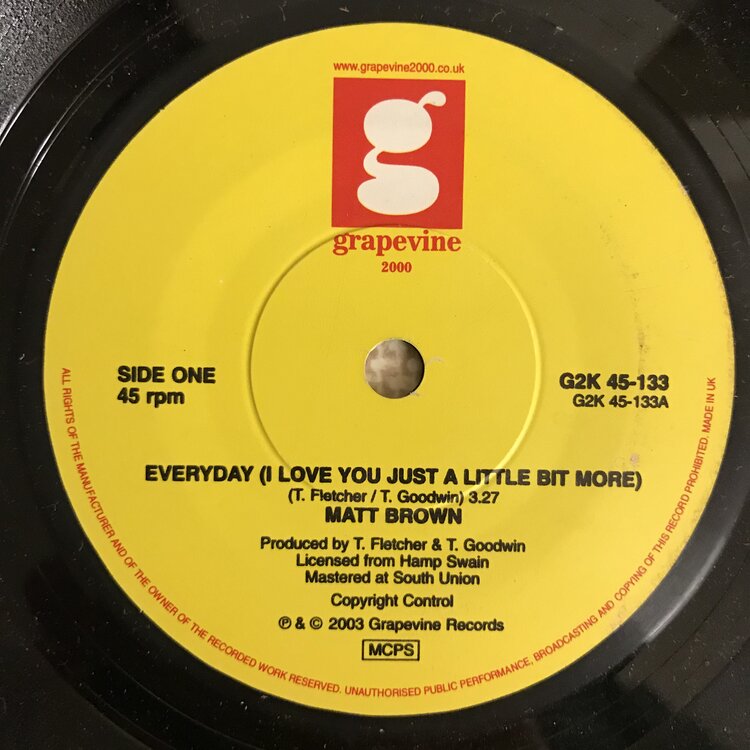 www.grapevine2000.co.uk
g
grapevine
2000
SIDE ONE
45 rpm
G2K 45-133
G2K 45-133A
EVERYDAY (I LOVE YOU JUST A LITTLE BIT MORE)
(T. Fletcher / T. Goodwin) 3.27
MATT BROWN
Produced by T. Fletcher & T. Goodwin
Licensed from Hamp Swain
Mastered at South Union
Copyright Control
℗ & © 2003 Grapevine Records
MCPS
ALL RIGHTS OF THE MANUFACTURER AND OF THE OWNER OF THE RECORDED WORK RESERVED. UNAUTHORISED PUBLIC PERFORMANCE, BROADCASTING AND COPYING OF THIS RECORD PROHIBITED. MADE IN UK